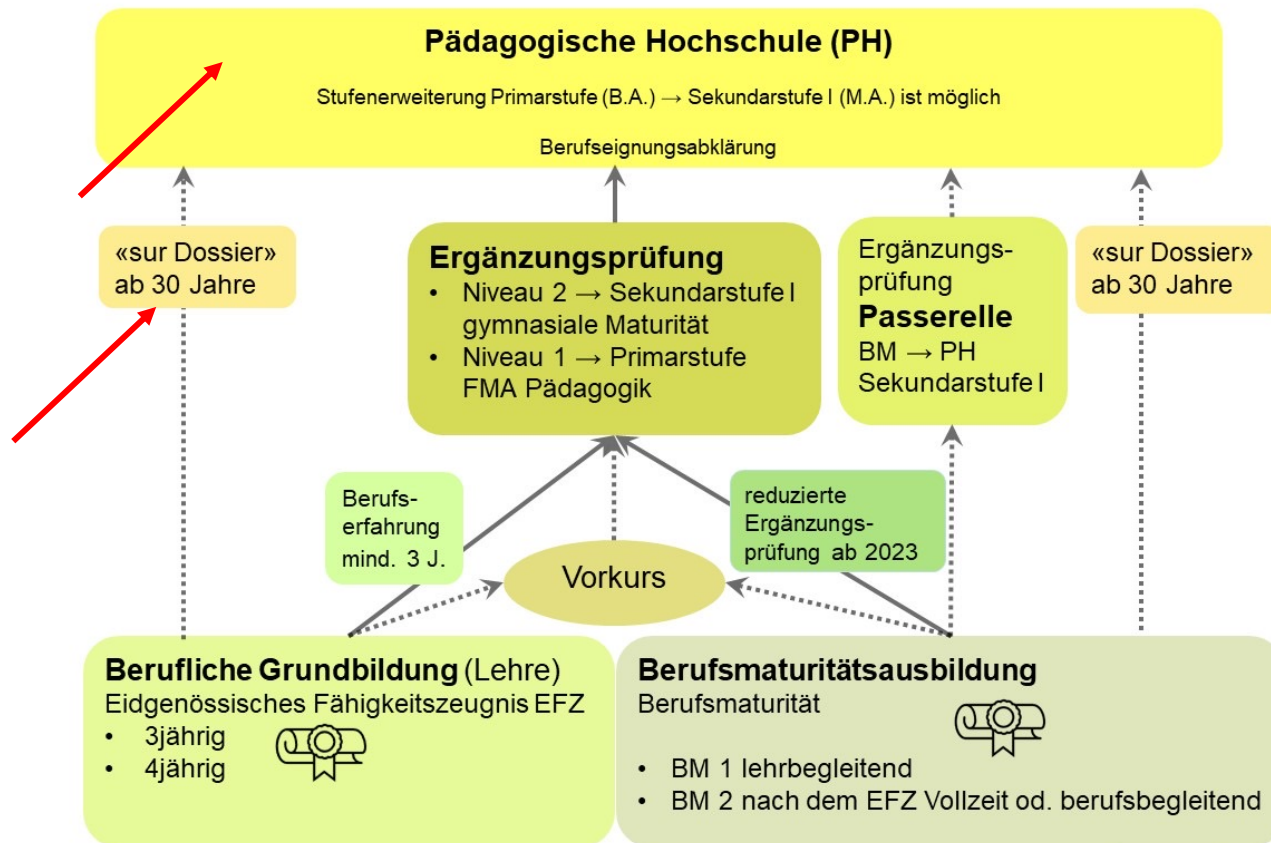 Pädagogische Hochschule (PH)
Stufenerweiterung Primarstufe (B.A.) → Sekundarstufe I (M.A.) ist möglich
Berufseignungsabklärung
«sur Dossier»
ab 30 Jahre
Ergänzungsprüfung
• Niveau 2 → Sekundarstufe I
gymnasiale Maturität
• Niveau 1 → Primarstufe
FMA Pädagogik
Ergänzungs-
prüfung
Passerelle
BM → PH
Sekundarstufe I
«sur Dossier»
ab 30 Jahre
Berufs-
erfahrung
mind. 3 J.
reduzierte
Ergänzungs-
prüfung ab 2023
Vorkurs
Berufliche Grundbildung (Lehre)
Eidgenössisches Fähigkeitszeugnis EFZ
• 3jährig
• 4jährig
Berufsmaturitätsausbildung
Berufsmaturität
• BM 1 lehrbegleitend
• BM 2 nach dem EFZ Vollzeit od. berufsbegleitend